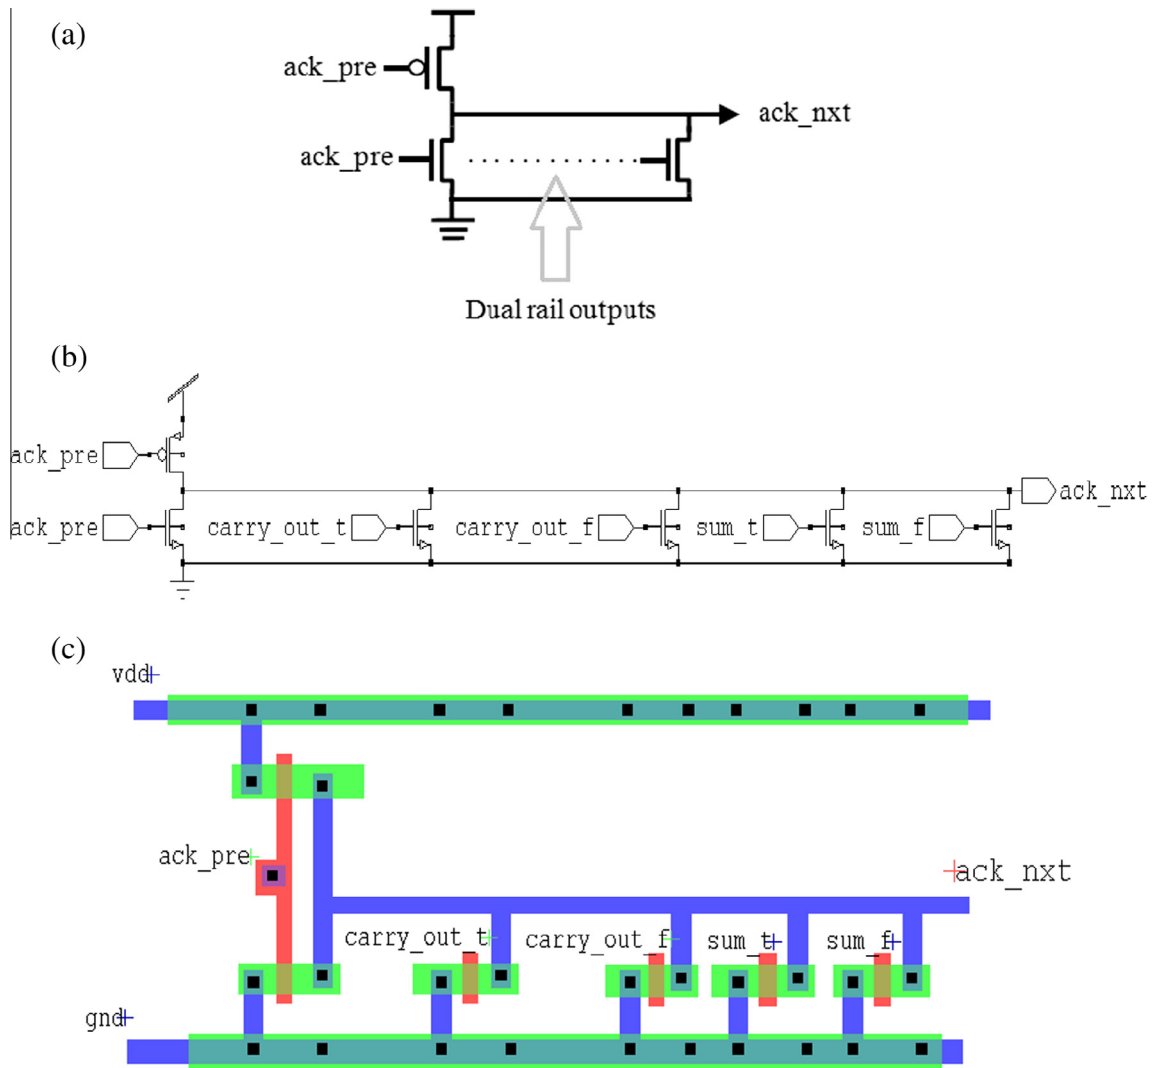 (a)
ack_pre
ack_nxt
ack_pre
Dual rail outputs
(b)
ack_pre
ack_nxt
ack_pre
carry_out_t
carry_out_f
sum_t
sum_f
(c)
vdd
ack_pre
ack_nxt
carry_out_t
carry_out_f
sum_t
sum_f
gnd